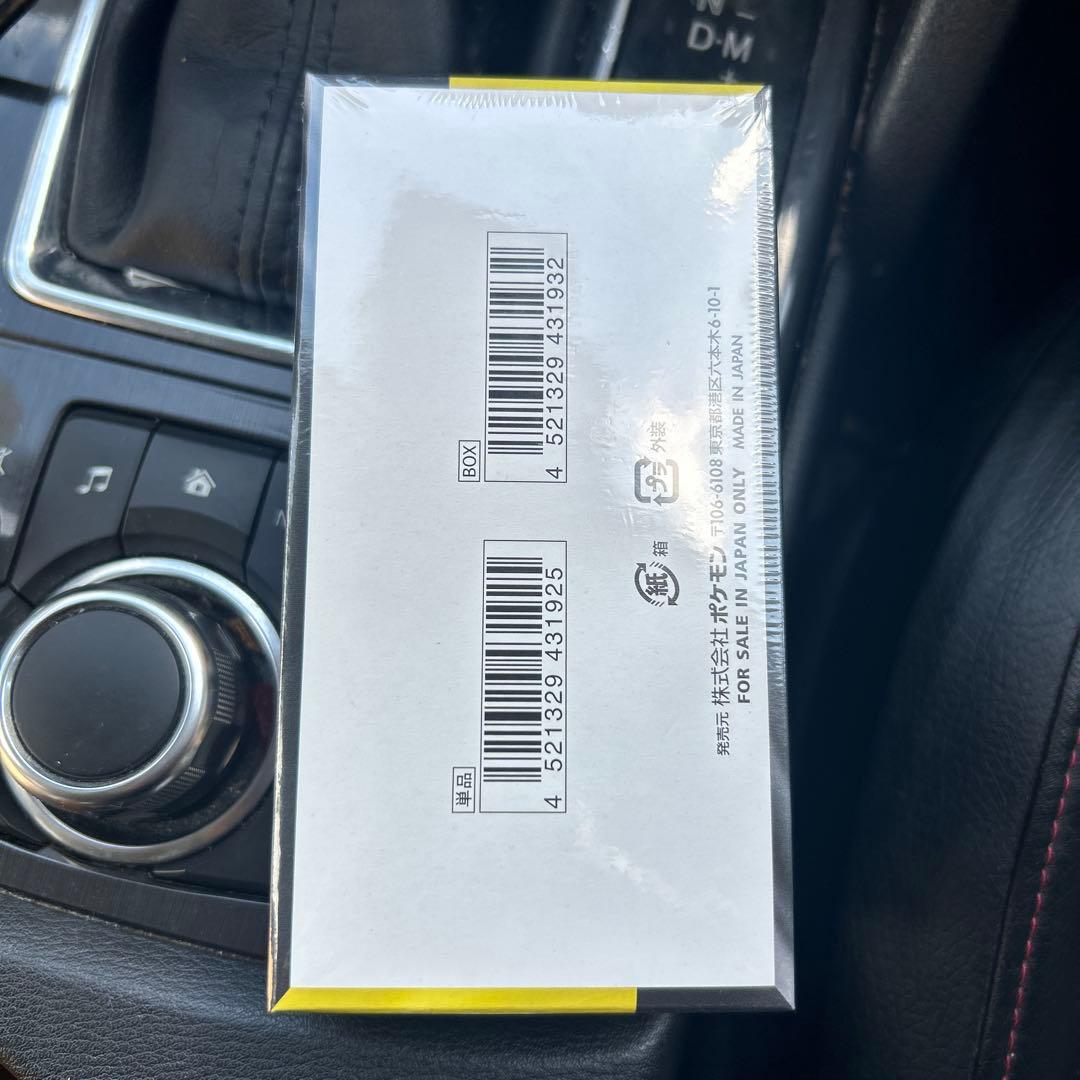 N
D-M
+
単品
4 521329 431925
BOX
4 521329 431932
紙 箱
プラ 外装
発売元 株式会社ポケモン 〒106-6108 東京都港区六本木6-10-1
FOR SALE IN JAPAN ONLY MADE IN JAPAN